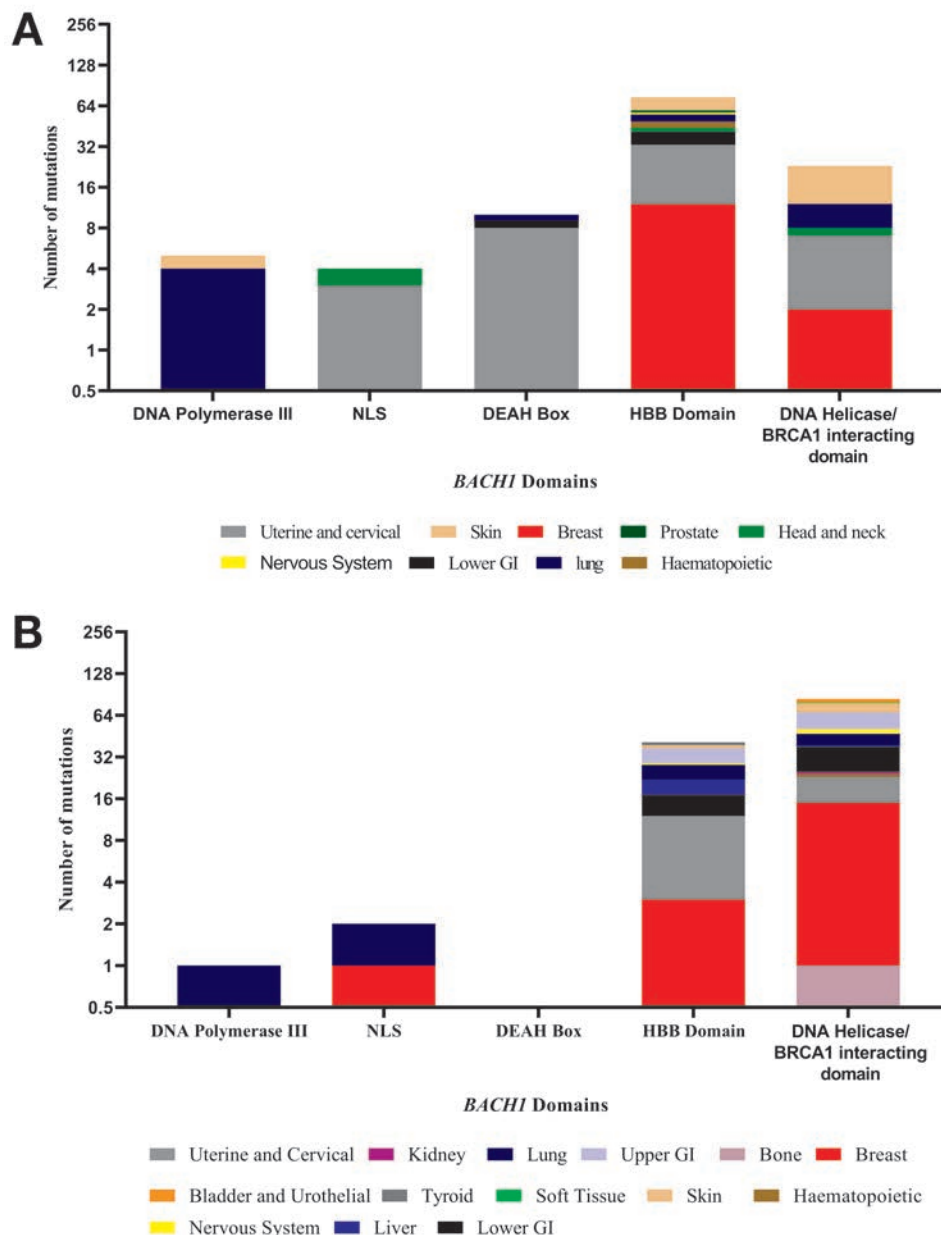 A
256
128
64
32
16
8
4
2
1
0.5
Number of mutations
DNA Polymerase III NLS DEAH Box HBB Domain DNA Helicase/
BRCA1 interacting
domain
BACH1 Domains
Uterine and cervical Skin Breast Prostate Head and neck
Nervous System Lower GI lung Haematopoietic
B
256
128
64
32
16
8
4
2
1
0.5
Number of mutations
DNA Polymerase III NLS DEAH Box HBB Domain DNA Helicase/
BRCA1 interacting
domain
BACH1 Domains
Uterine and Cervical Kidney Lung Upper GI Bone Breast
Bladder and Urothelial Tyroid Soft Tissue Skin Haematopoietic
Nervous System Liver Lower GI